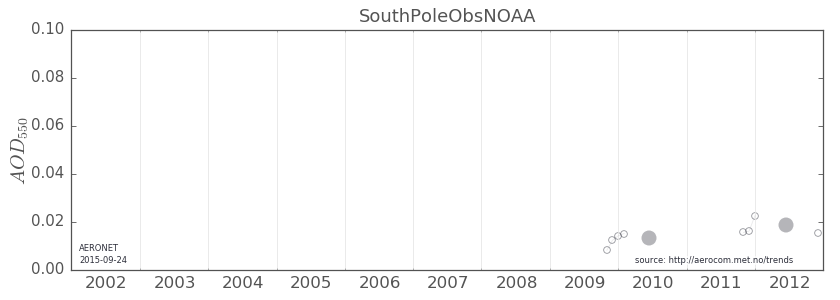 SouthPoleObsNOAA
0.10
0.08
0.06
0.04
0.02
0.00
AOD550
AERONET
2015-09-24
source: http://aerocom.met.no/trends
2002 2003 2004 2005 2006 2007 2008 2009 2010 2011 2012